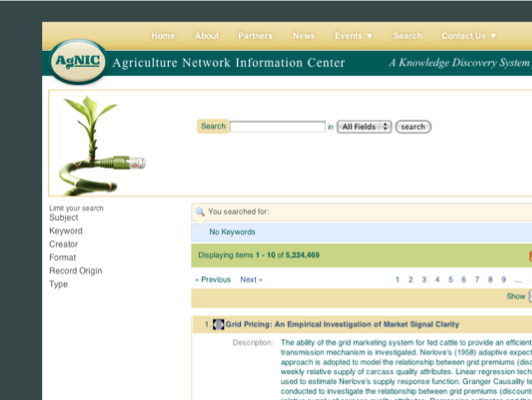 Home About Partners News Events ▼ Search Contact Us ▼
AgNIC Agriculture Network Information Center A Knowledge Discovery System
Search in All Fields search
Limit your search
Subject
Keyword
Creator
Format
Record Origin
Type
You searched for:
No Keywords
Displaying items 1 - 10 of 5,224,469
« Previous Next » 1 2 3 4 5 6 7 8 9 ...
Show
1. Grid Pricing: An Empirical Investigation of Market Signal Clarity
Description: The ability of the grid marketing system for fed cattle to provide an efficient
transmission mechanism is investigated. Nerlove's (1958) adaptive expect
approach is adopted to model the relationship between grid premiums (disc
weekly relative supply of carcass quality attributes. Linear regression tech
used to estimate Nerlove's supply response function. Granger Causality te
conducted to investigate the relationship between grid premiums (discount